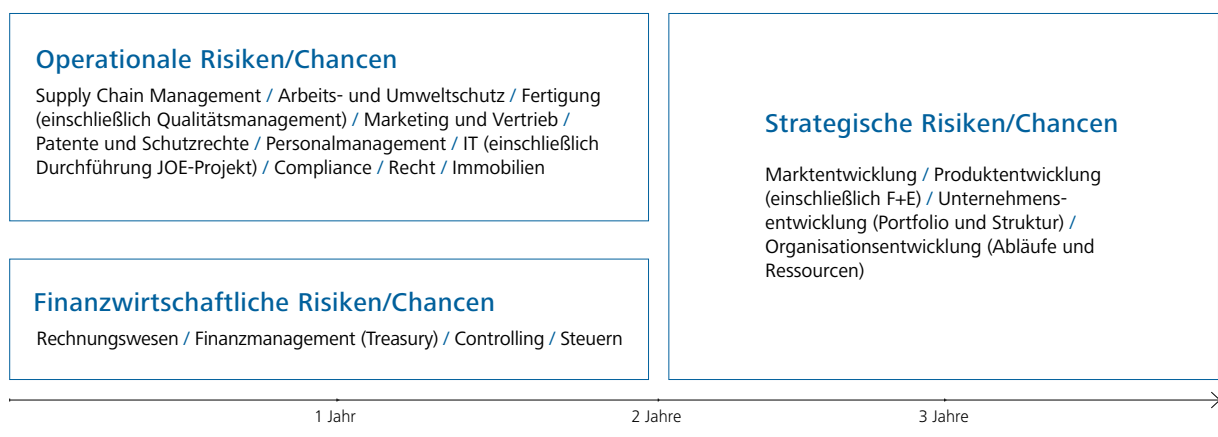 Operationale Risiken/Chancen
Supply Chain Management / Arbeits- und Umweltschutz / Fertigung
(einschließlich Qualitätsmanagement) / Marketing und Vertrieb /
Patente und Schutzrechte / Personalmanagement / IT (einschließlich
Durchführung JOE-Projekt) / Compliance / Recht / Immobilien
Finanzwirtschaftliche Risiken/Chancen
Rechnungswesen / Finanzmanagement (Treasury) / Controlling / Steuern
Strategische Risiken/Chancen
Marktentwicklung / Produktentwicklung
(einschließlich F+E) / Unternehmens-
entwicklung (Portfolio und Struktur) /
Organisationsentwicklung (Abläufe und
Ressourcen)
1 Jahr
2 Jahre
3 Jahre